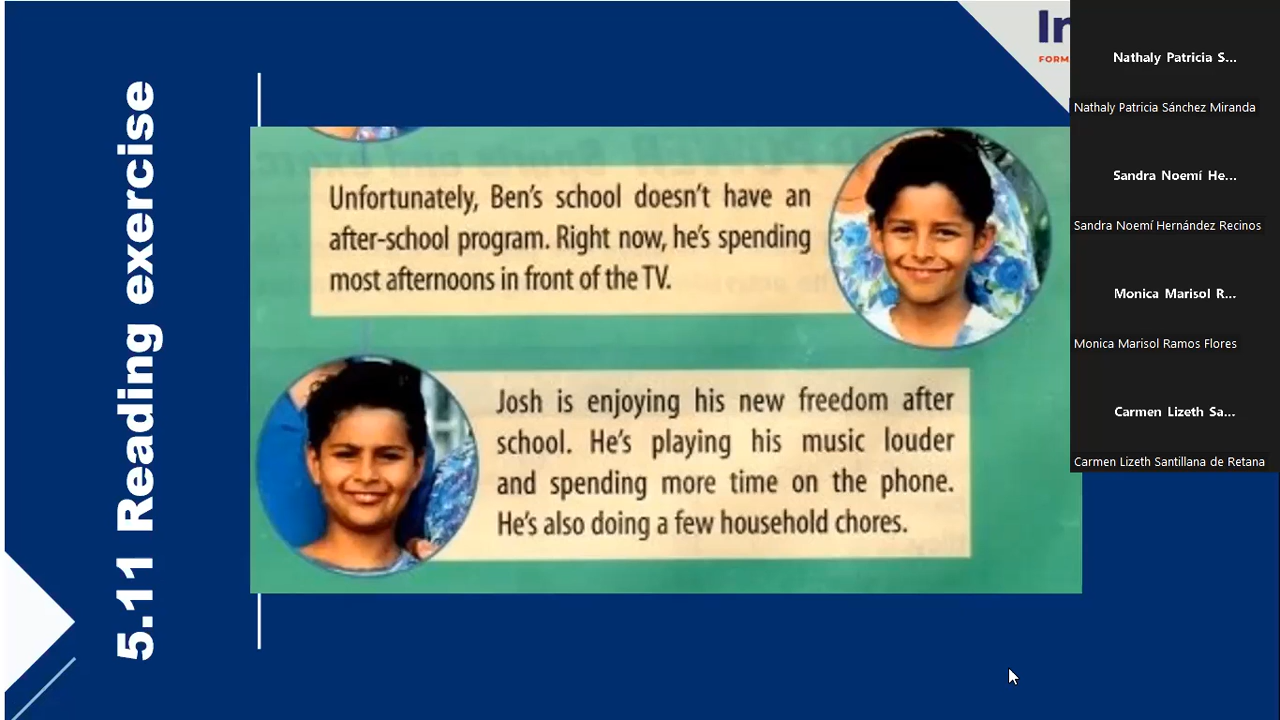 5.11 Reading exercise
Unfortunately, Ben's school doesn't have an
after-school program. Right now, he's spending
most afternoons in front of the TV.
Josh is enjoying his new freedom after
school. He's playing his music louder
and spending more time on the phone.
He's also doing a few household chores.
In
FORM
Nathaly Patricia S...
Nathaly Patricia Sánchez Miranda
Sandra Noemí He...
Sandra Noemí Hernández Recinos
Monica Marisol R...
Monica Marisol Ramos Flores
Carmen Lizeth Sa...
Carmen Lizeth Santillana de Retana